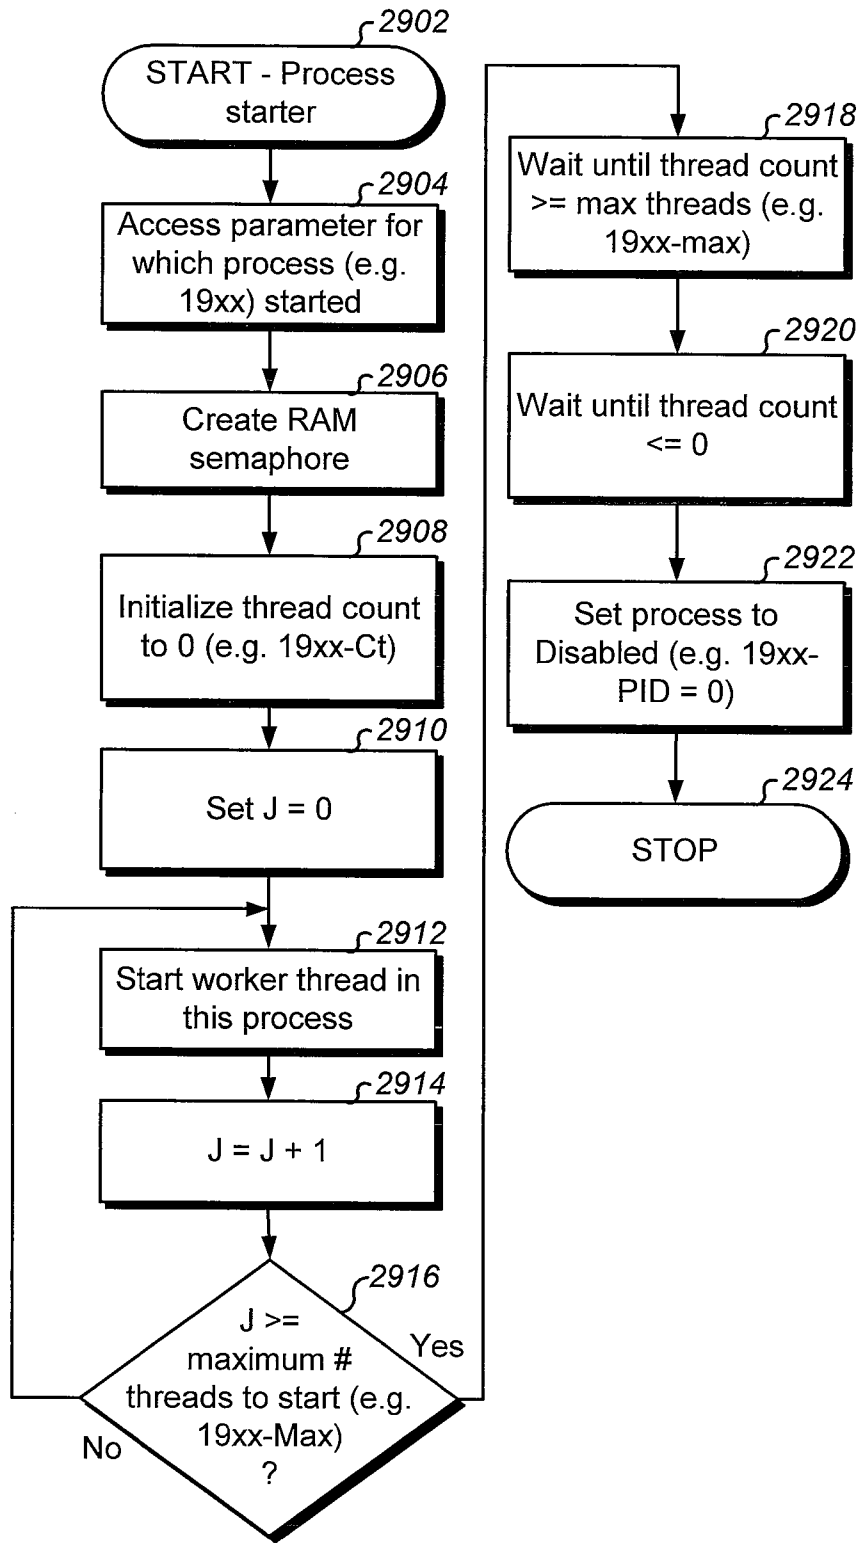 2902
START - Process
starter
2904
Access parameter for
which process (e.g.
19xx) started
2906
Create RAM
semaphore
2908
Initialize thread count
to 0 (e.g. 19xx-Ct)
2910
Set J = 0
2912
Start worker thread in
this process
2914
J = J + 1
2916
J >=
maximum #
threads to start (e.g.
19xx-Max)
?
Yes
No
2918
Wait until thread count
>= max threads (e.g.
19xx-max)
2920
Wait until thread count
<= 0
2922
Set process to
Disabled (e.g. 19xx-
PID = 0)
2924
STOP